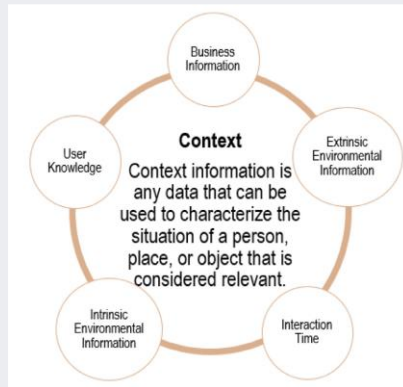 Business
Information
Context
Context information is
any data that can be
used to characterize the
situation of a person,
place, or object that is
considered relevant.
User
Knowledge
Extrinsic
Environmental
Information
Intrinsic
Environmental
Information
Interaction
Time